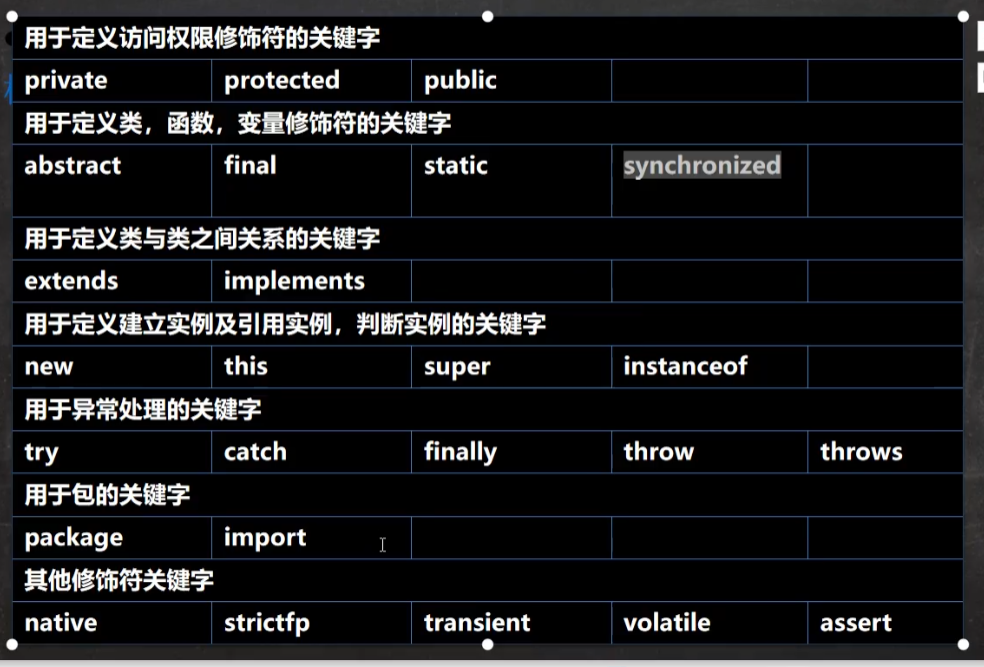 用于定义访问权限修饰符的关键字
private protected public
用于定义类，函数，变量修饰符的关键字
abstract final static synchronized
用于定义类与类之间关系的关键字
extends implements
用于定义建立实例及引用实例，判断实例的关键字
new this super instanceof
用于异常处理的关键字
try catch finally throw throws
用于包的关键字
package import
其他修饰符关键字
native strictfp transient volatile assert